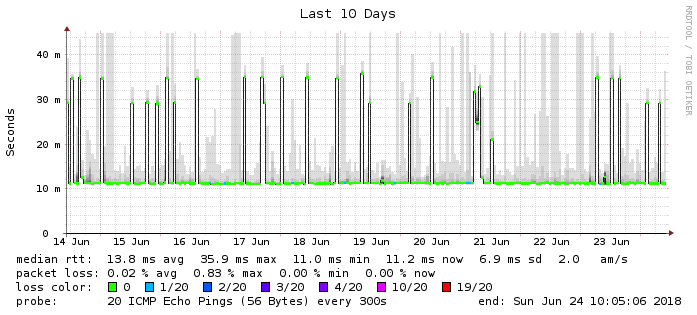 Last 10 Days
RRDTOOL / TOBI OETIKER
Seconds
40 m
30 m
20 m
10 m
0
14 Jun 15 Jun 16 Jun 17 Jun 18 Jun 19 Jun 20 Jun 21 Jun 22 Jun 23 Jun
median rtt: 13.8 ms avg 35.9 ms max 11.0 ms min 11.2 ms now 6.9 ms sd 2.0 am/s
packet loss: 0.02 % avg 0.83 % max 0.00 % min 0.00 % now
loss color: 0 1/20 2/20 3/20 4/20 10/20 19/20
probe: 20 ICMP Echo Pings (56 Bytes) every 300s end: Sun Jun 24 10:05:06 2018